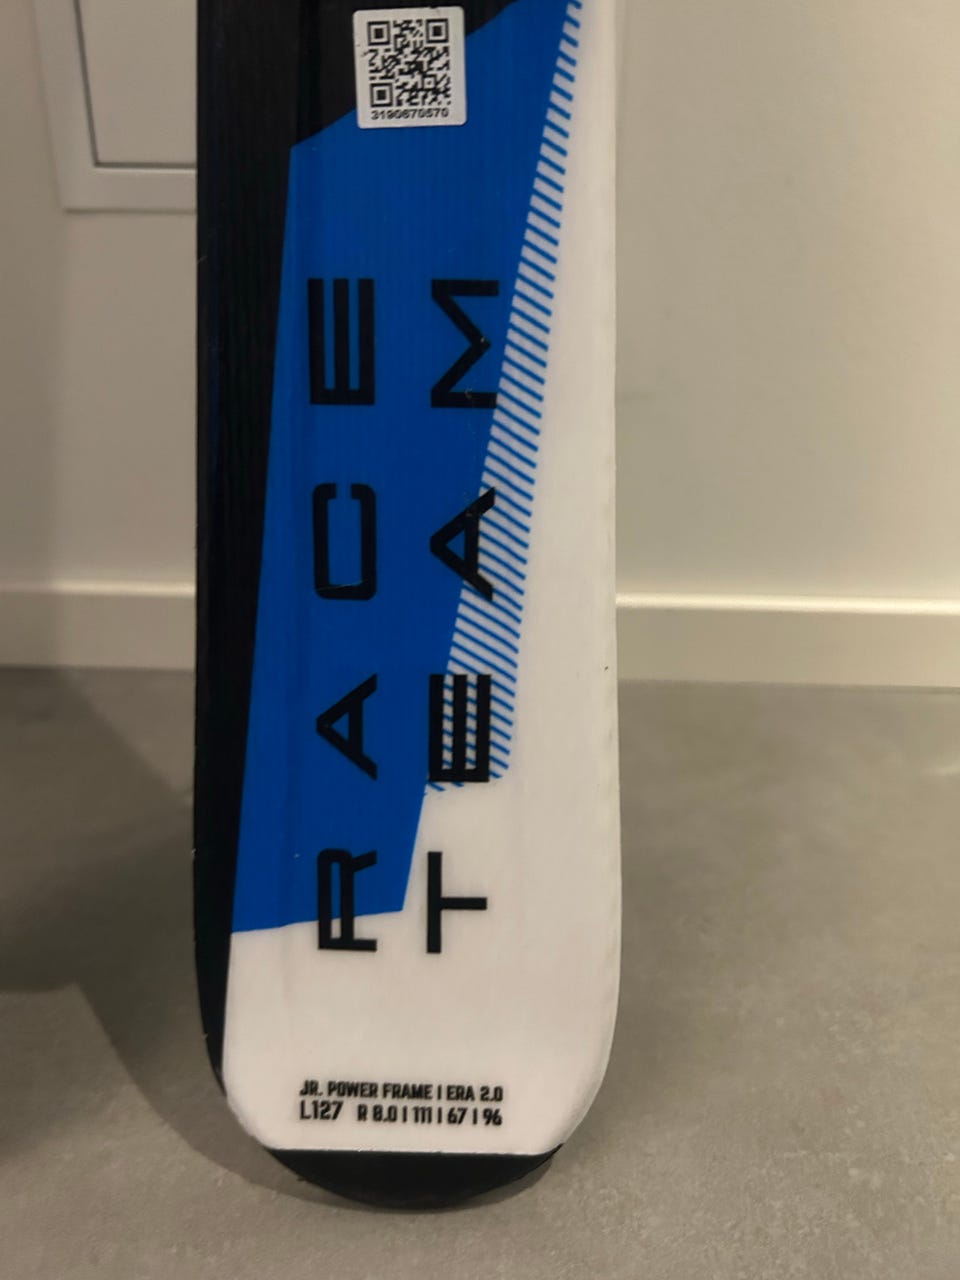 3190670570
RACE
TEAM
JR. POWER FRAME | ERA 2.0
L127 R 8.0 | 111 | 67 | 96